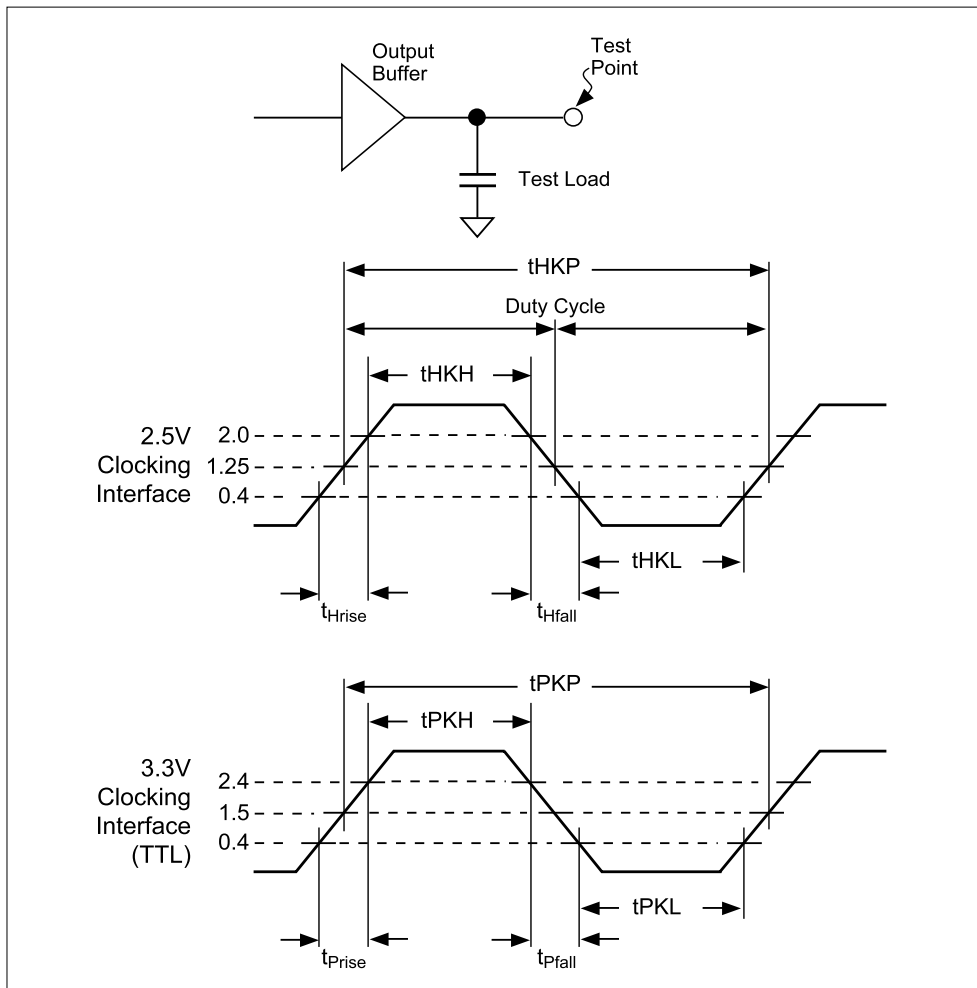 Output
Buffer
Test
Point
Test Load
tHKP
Duty Cycle
tHKH
2.5V
Clocking
Interface
2.0
1.25
0.4
tHKL
tHrise
tHfall
tPKP
tPKH
3.3V
Clocking
Interface
(TTL)
2.4
1.5
0.4
tPKL
tPrise
tPfall